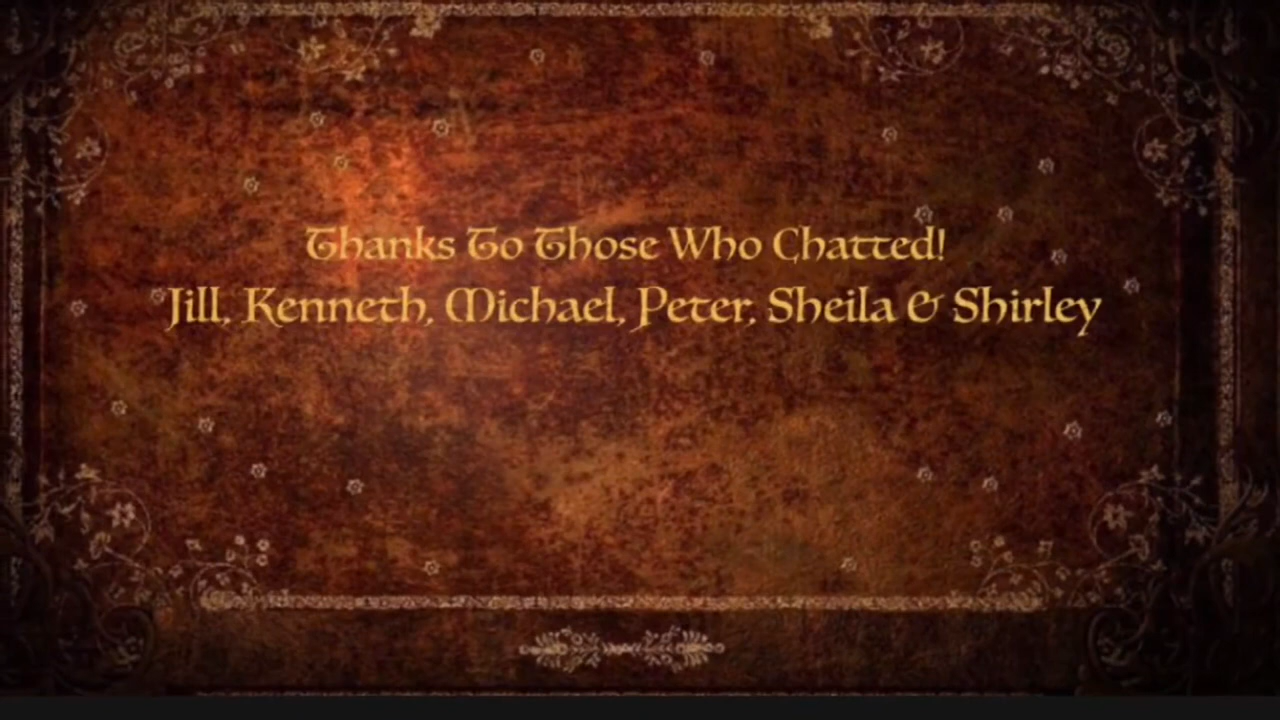 Thanks To Those Who Chatted!
Jill, Kenneth, Michael, Peter, Sheila & Shirley